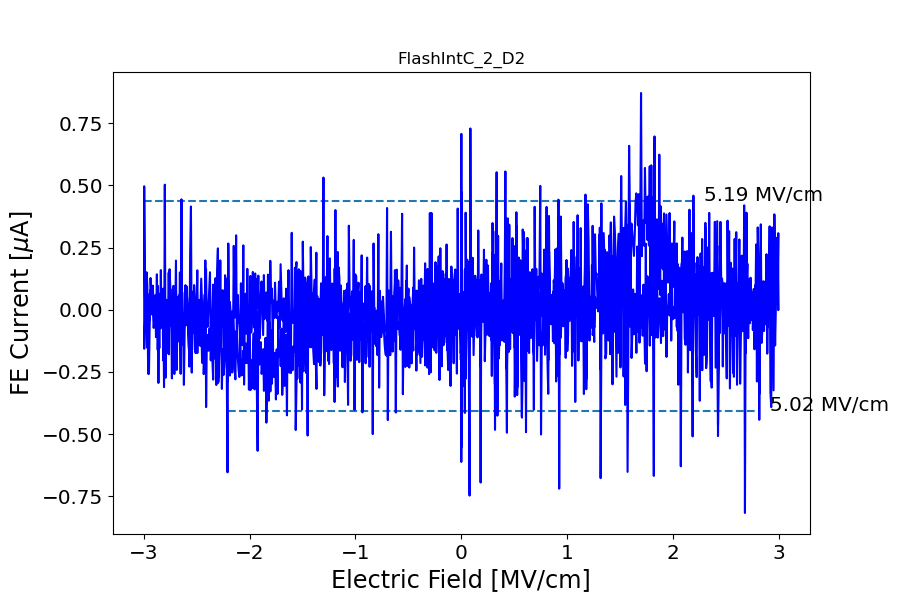 FlashIntC_2_D2
0.75
0.50
0.25
0.00
−0.25
−0.50
−0.75
FE Current [μA]
5.19 MV/cm
5.02 MV/cm
−3
−2
−1
0
1
2
3
Electric Field [MV/cm]